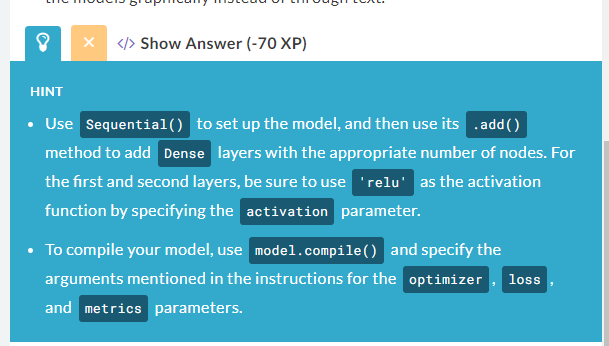 the models graphically instead of through text.
</> Show Answer (-70 XP)
HINT
• Use Sequential() to set up the model, and then use its .add()
method to add Dense layers with the appropriate number of nodes. For
the first and second layers, be sure to use 'relu' as the activation
function by specifying the activation parameter.
• To compile your model, use model.compile() and specify the
arguments mentioned in the instructions for the optimizer , loss ,
and metrics parameters.